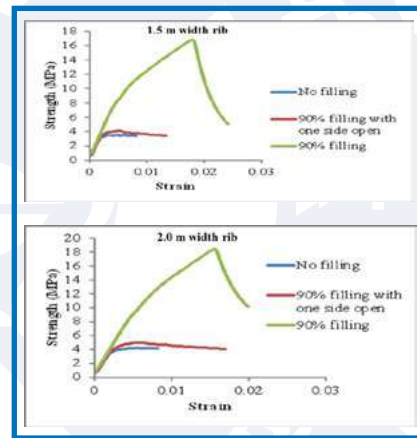 1.5 m width rib
Strength (MPa)
18
16
14
12
10
8
6
4
2
0
0
0.01
0.02
0.03
Strain
No filling
90% filling with
one side open
90% filling
2.0 m width rib
Strength (MPa)
20
18
16
14
12
10
8
6
4
2
0
0
0.01
0.02
0.03
Strain
No filling
90% filling with
one side open
90% filling